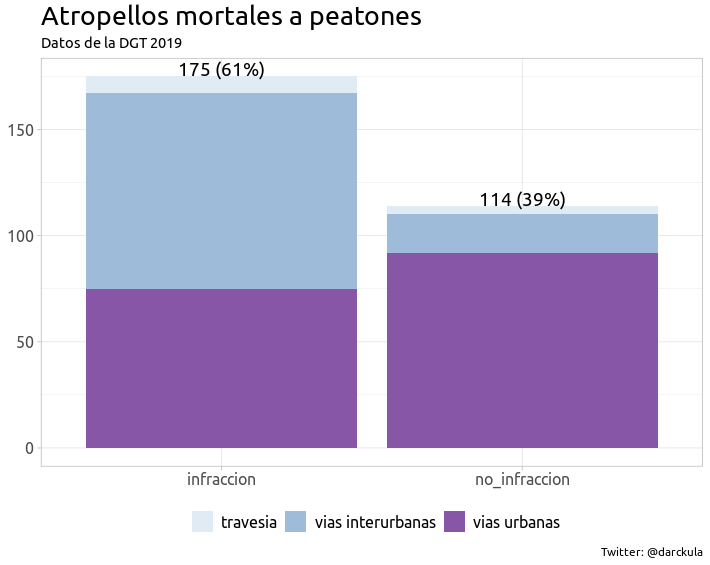 Atropellos mortales a peatones
Datos de la DGT 2019
175 (61%)
114 (39%)
150
100
50
0
infraccion no_infraccion
travesia vias interurbanas vias urbanas
Twitter: @darckula